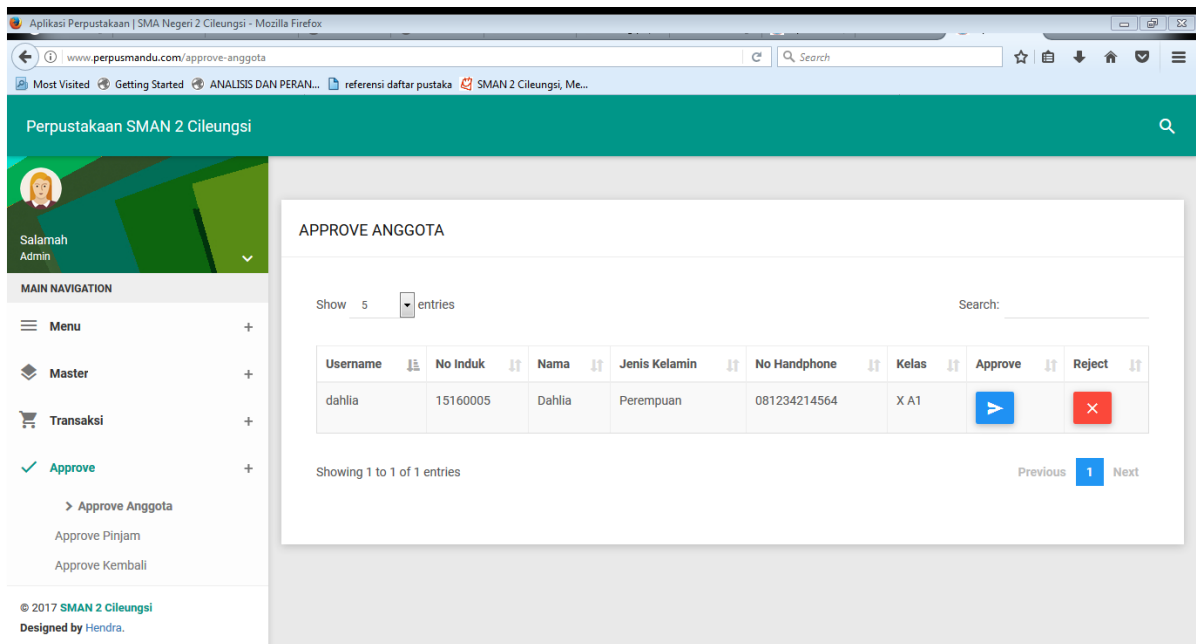 Aplikasi Perpustakaan | SMA Negeri 2 Cileungsi - Mozilla Firefox
www.perpusmandu.com/approve-anggota
Search
Most Visited Getting Started ANALISIS DAN PERAN... referensi daftar pustaka SMAN 2 Cileungsi, Me...
Perpustakaan SMAN 2 Cileungsi
Salamah
Admin
MAIN NAVIGATION
Menu +
Master +
Transaksi +
Approve +
> Approve Anggota
Approve Pinjam
Approve Kembali
© 2017 SMAN 2 Cileungsi
Designed by Hendra.
APPROVE ANGGOTA
Show 5 entries Search:
Username No Induk Nama Jenis Kelamin No Handphone Kelas Approve Reject
dahlia 15160005 Dahlia Perempuan 081234214564 X A1
Showing 1 to 1 of 1 entries Previous 1 Next